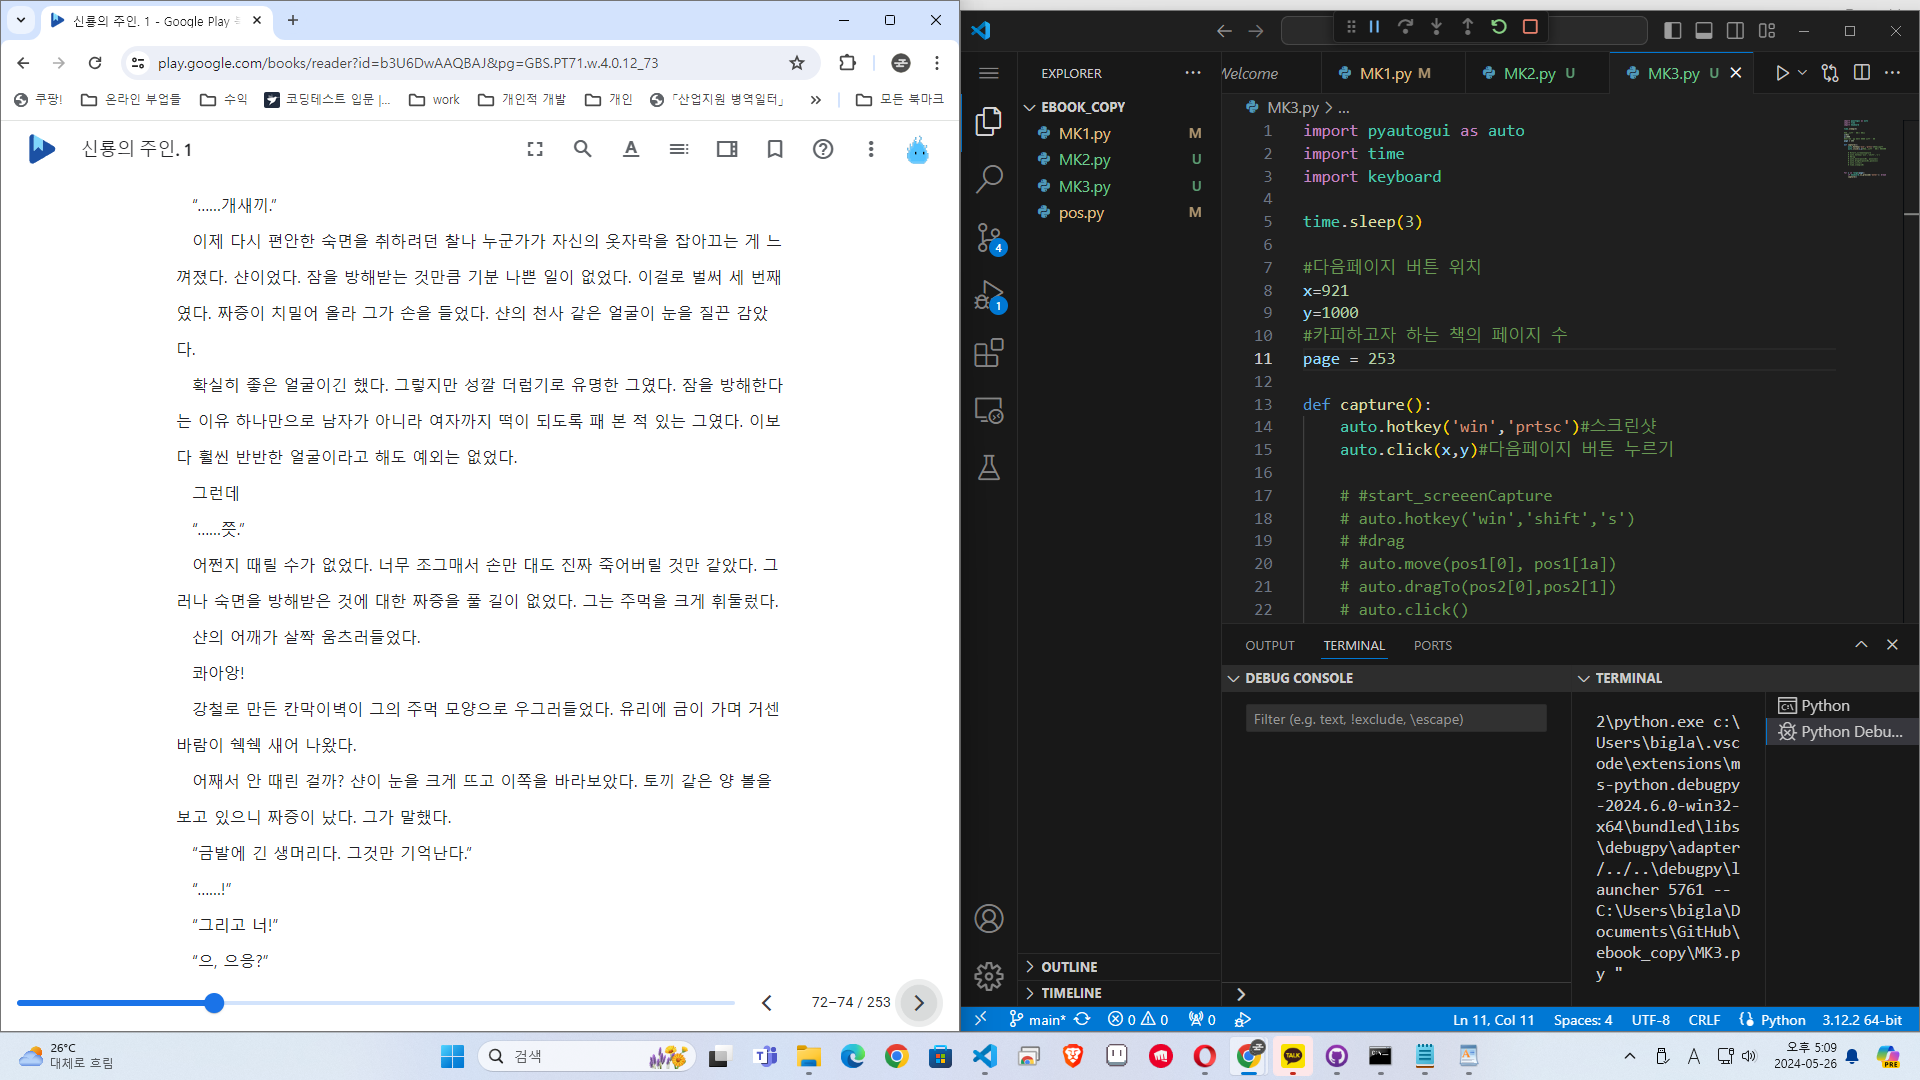 신룡의 주인. 1 - Google Play
play.google.com/books/reader?id=b3U6DwAAQBAJ&pg=GBS.PT71.w.4.0.12_73
쿠팡! 온라인 부업들 수익 코딩테스트 입문 |... work 개인적 개발 개인 「산업지원 병역일터」 » 모든 북마크
신룡의 주인. 1
“......개새끼.”
이제 다시 편안한 숙면을 취하려던 찰나 누군가가 자신의 옷자락을 잡아끄는 게 느
껴졌다. 샨이었다. 잠을 방해받는 것만큼 기분 나쁜 일이 없었다. 이걸로 벌써 세 번째
였다. 짜증이 치밀어 올라 그가 손을 들었다. 샨의 천사 같은 얼굴이 눈을 질끈 감았
다.
확실히 좋은 얼굴이긴 했다. 그렇지만 성깔 더럽기로 유명한 그였다. 잠을 방해한다
는 이유 하나만으로 남자가 아니라 여자까지 떡이 되도록 패 본 적 있는 그였다. 이보
다 훨씬 반반한 얼굴이라고 해도 예외는 없었다.
그런데
“......쯧.”
어쩐지 때릴 수가 없었다. 너무 조그매서 손만 대도 진짜 죽어버릴 것만 같았다. 그
러나 숙면을 방해받은 것에 대한 짜증을 풀 길이 없었다. 그는 주먹을 크게 휘둘렀다.
샨의 어깨가 살짝 움츠러들었다.
콰아앙!
강철로 만든 칸막이벽이 그의 주먹 모양으로 우그러들었다. 유리에 금이 가며 거센
바람이 쉑쉑 새어 나왔다.
어째서 안 때린 걸까? 샨이 눈을 크게 뜨고 이쪽을 바라보았다. 토끼 같은 양 볼을
보고 있으니 짜증이 났다. 그가 말했다.
“금발에 긴 생머리다. 그것만 기억난다.”
“......!”
“그리고 너!”
“으, 으응?”
72–74 / 253
EXPLORER
EBOOK_COPY
MK1.py M
MK2.py U
MK3.py U
pos.py M
OUTLINE
TIMELINE
Welcome MK1.py M MK2.py U MK3.py U
MK3.py > ...
1 import pyautogui as auto
2 import time
3 import keyboard
4
5 time.sleep(3)
6
7 #다음페이지 버튼 위치
8 x=921
9 y=1000
10 #카피하고자 하는 책의 페이지 수
11 page = 253
12
13 def capture():
14 auto.hotkey('win','prtsc')#스크린샷
15 auto.click(x,y)#다음페이지 버튼 누르기
16
17 # #start_screeenCapture
18 # auto.hotkey('win','shift','s')
19 # #drag
20 # auto.move(pos1[0], pos1[1a])
21 # auto.dragTo(pos2[0],pos2[1])
22 # auto.click()
OUTPUT TERMINAL PORTS
DEBUG CONSOLE
Filter (e.g. text, !exclude, \escape)
TERMINAL
2\python.exe c:\
Users\bigla\.vsc
ode\extensions\m
s-python.debugpy
-2024.6.0-win32-
x64\bundled\libs
\debugpy\adapter
/../..\debugpy\l
auncher 5761 --
C:\Users\bigla\D
ocuments\GitHub\
ebook_copy\MK3.p
y "
Python
Python Debu...
4
1
main* 0 0 0 Ln 11, Col 11 Spaces: 4 UTF-8 CRLF Python 3.12.2 64-bit
26°C
대체로 흐림
검색
TALK
A
오후 5:09
2024-05-26
PRE